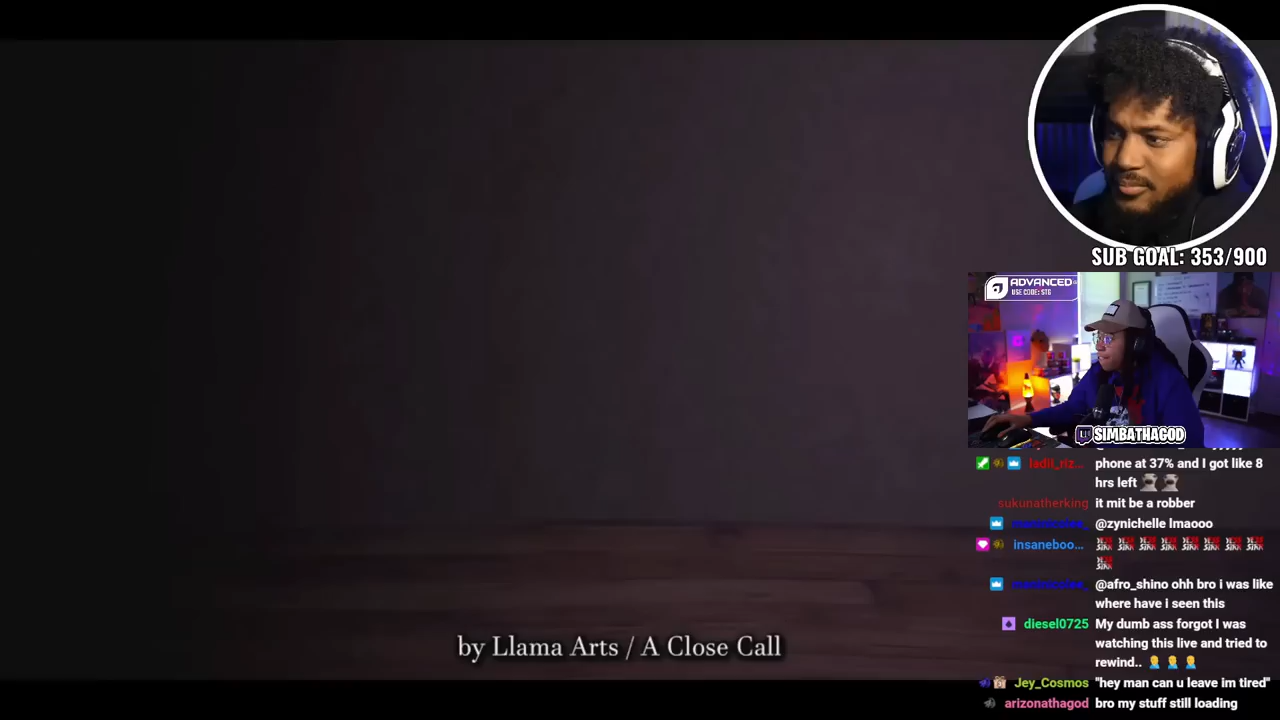 SUB GOAL: 353/900
ADVANCED
USE CODE: STG
SIMBATHAGOD
ladii_riz... phone at 37% and I got like 8
hrs left
sukunatherking it mit be a robber
@zynichelle lmaooo
insaneboo...
@afro_shino ohh bro i was like
where have i seen this
diesel0725 My dumb ass forgot I was
watching this live and tried to
rewind..
Jey_Cosmos "hey man can u leave im tired"
arizonathagod bro my stuff still loading
by Llama Arts / A Close Call